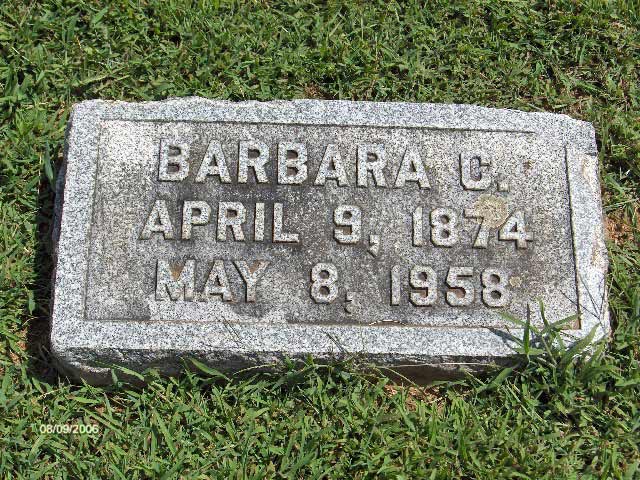 BARBARA C.
APRIL 9, 1874
MAY 8, 1958
08/09/2006